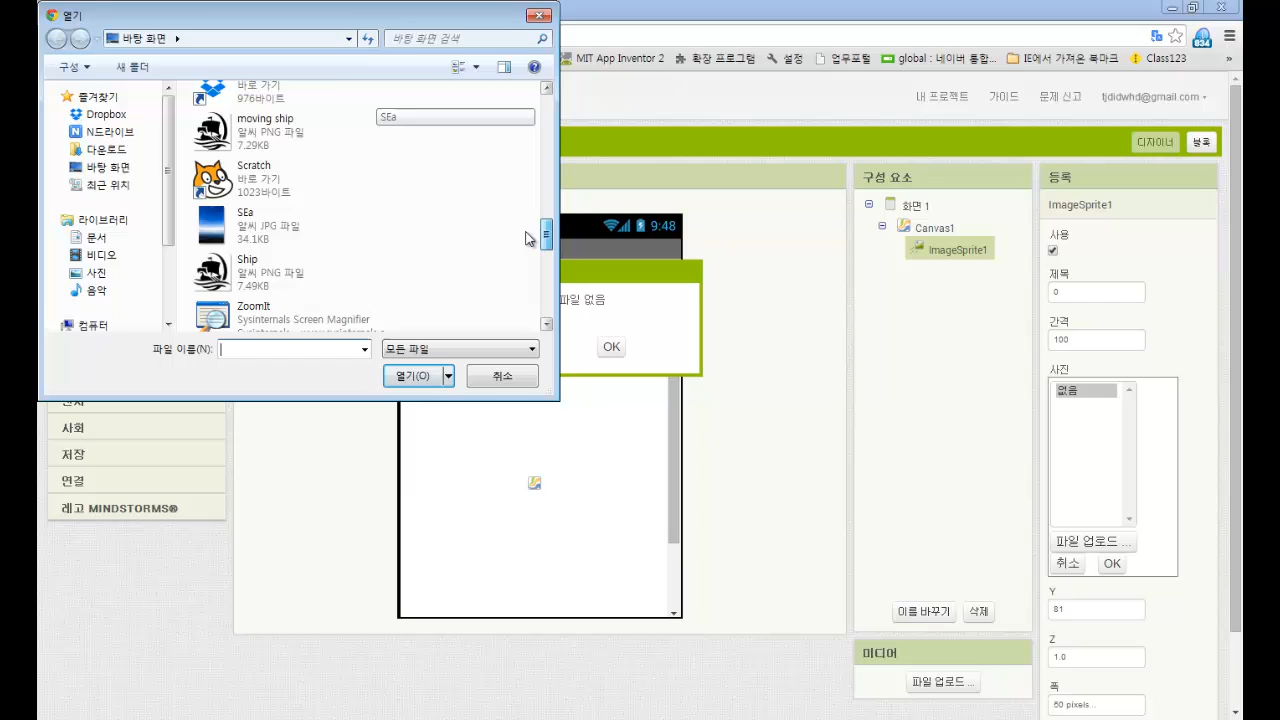 열기
바탕 화면
바탕 화면 검색
834
MIT App Inventor 2
확장 프로그램
설정
업무포털
global : 네이버 통합...
IE에서 가져온 북마크
Class123
»
구성
새 폴더
내 프로젝트
가이드
문제 신고
tjdidwhd@gmail.com
즐겨찾기
Dropbox
N드라이브
다운로드
바탕 화면
최근 위치
라이브러리
문서
비디오
사진
음악
컴퓨터
바로 가기
976바이트
moving ship
알씨 PNG 파일
7.29KB
SEa
Scratch
바로 가기
1023바이트
SEa
알씨 JPG 파일
34.1KB
Ship
알씨 PNG 파일
7.49KB
ZoomIt
Sysinternals Screen Magnifier
파일 이름(N):
모든 파일
열기(O)
취소
디자이너
블록
구성 요소
화면 1
Canvas1
ImageSprite1
9:48
파일 없음
OK
사회
저장
연결
레고 MINDSTORMS®
이름 바꾸기
삭제
미디어
파일 업로드 ...
등록
ImageSprite1
사용
제목
0
간격
100
사진
없음
파일 업로드 ...
취소
OK
Y
81
Z
1.0
폭
50 pixels...